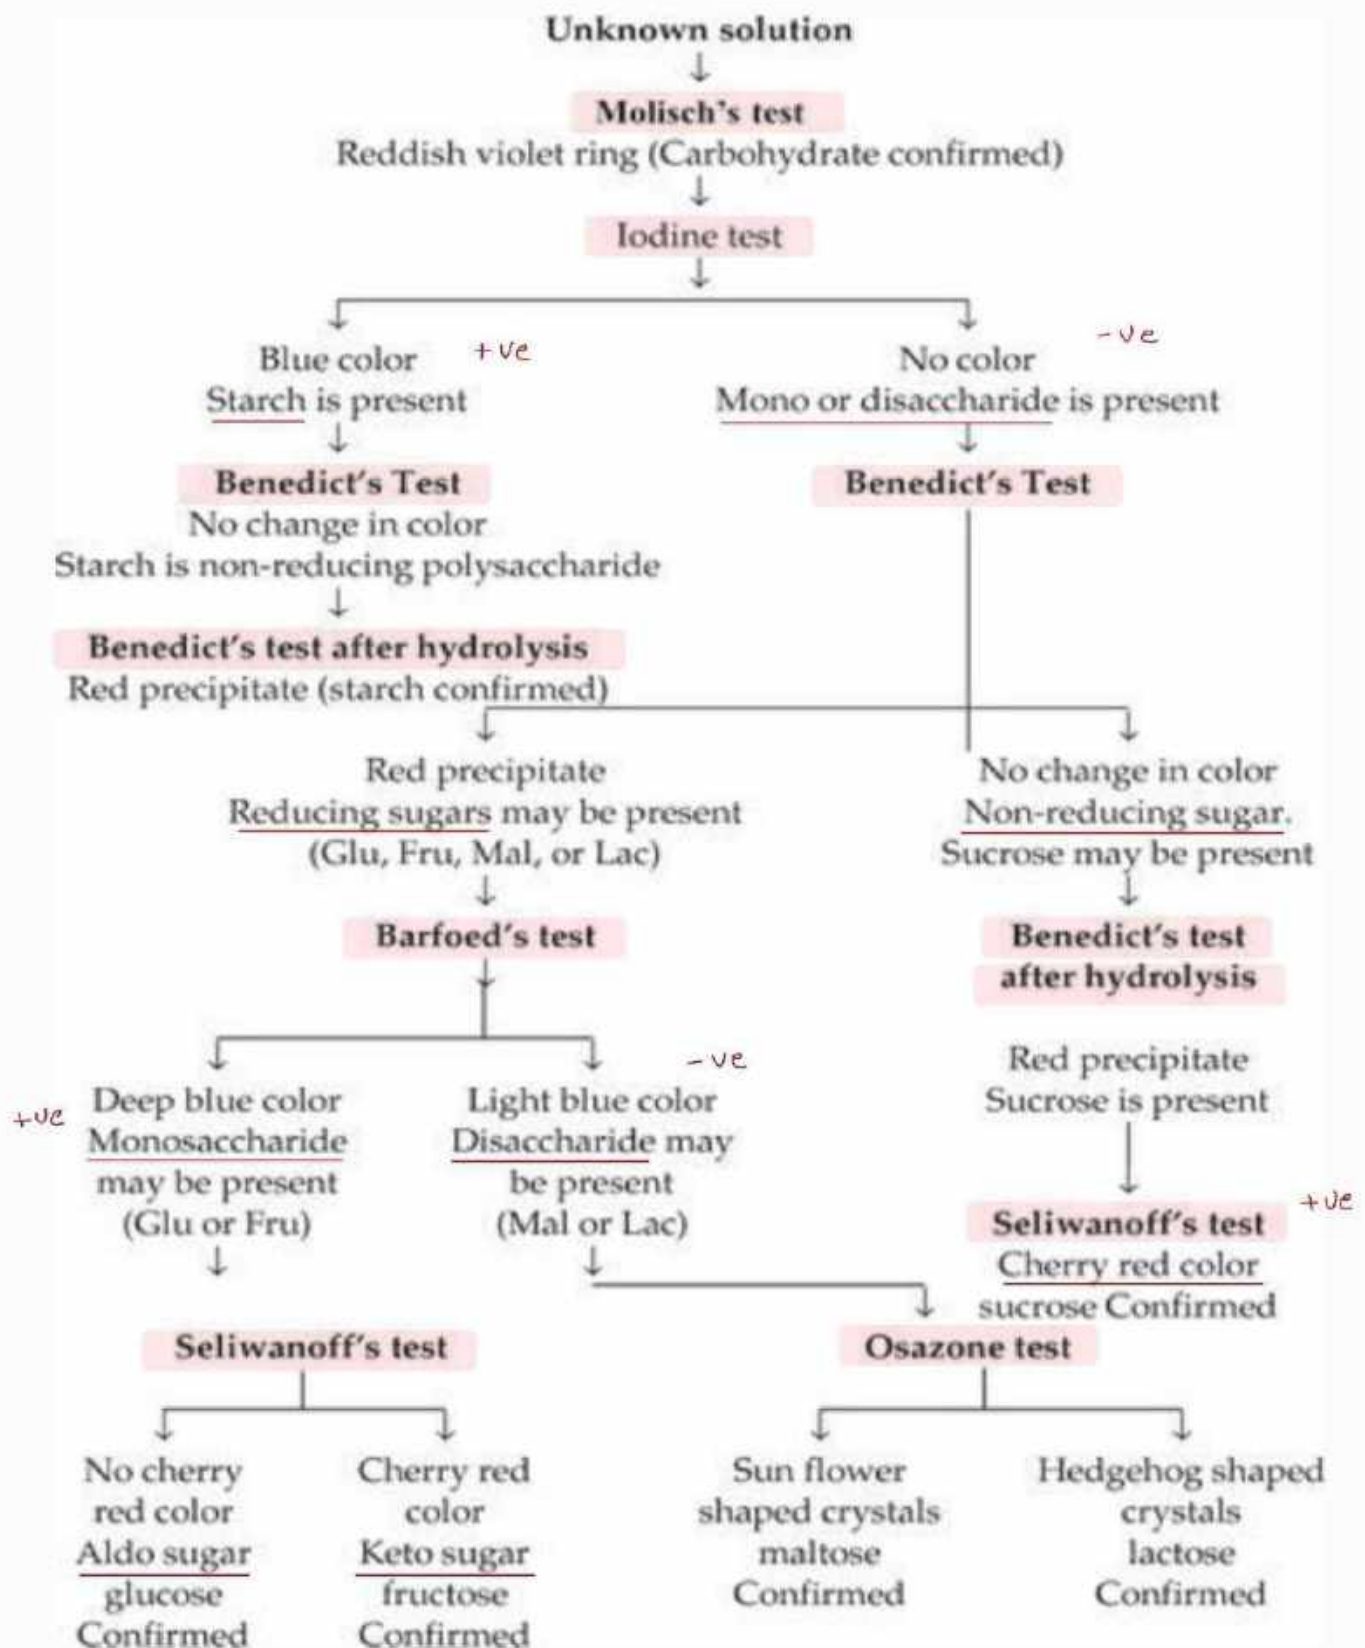 Unknown solution
Molisch's test
Reddish violet ring (Carbohydrate confirmed)
Iodine test
Blue color
+ve
Starch is present
No color
-ve
Mono or disaccharide is present
Benedict's Test
No change in color
Starch is non-reducing polysaccharide
Benedict's test after hydrolysis
Red precipitate (starch confirmed)
Benedict's Test
Red precipitate
Reducing sugars may be present
(Glu, Fru, Mal, or Lac)
Barfoed's test
No change in color
Non-reducing sugar.
Sucrose may be present
Benedict's test
after hydrolysis
Red precipitate
Sucrose is present
Seliwanoff's test
+ve
Cherry red color
sucrose Confirmed
+ve
Deep blue color
Monosaccharide
may be present
(Glu or Fru)
-ve
Light blue color
Disaccharide may
be present
(Mal or Lac)
Seliwanoff's test
No cherry
red color
Aldo sugar
glucose
Confirmed
Cherry red
color
Keto sugar
fructose
Confirmed
Osazone test
Sun flower
shaped crystals
maltose
Confirmed
Hedgehog shaped
crystals
lactose
Confirmed